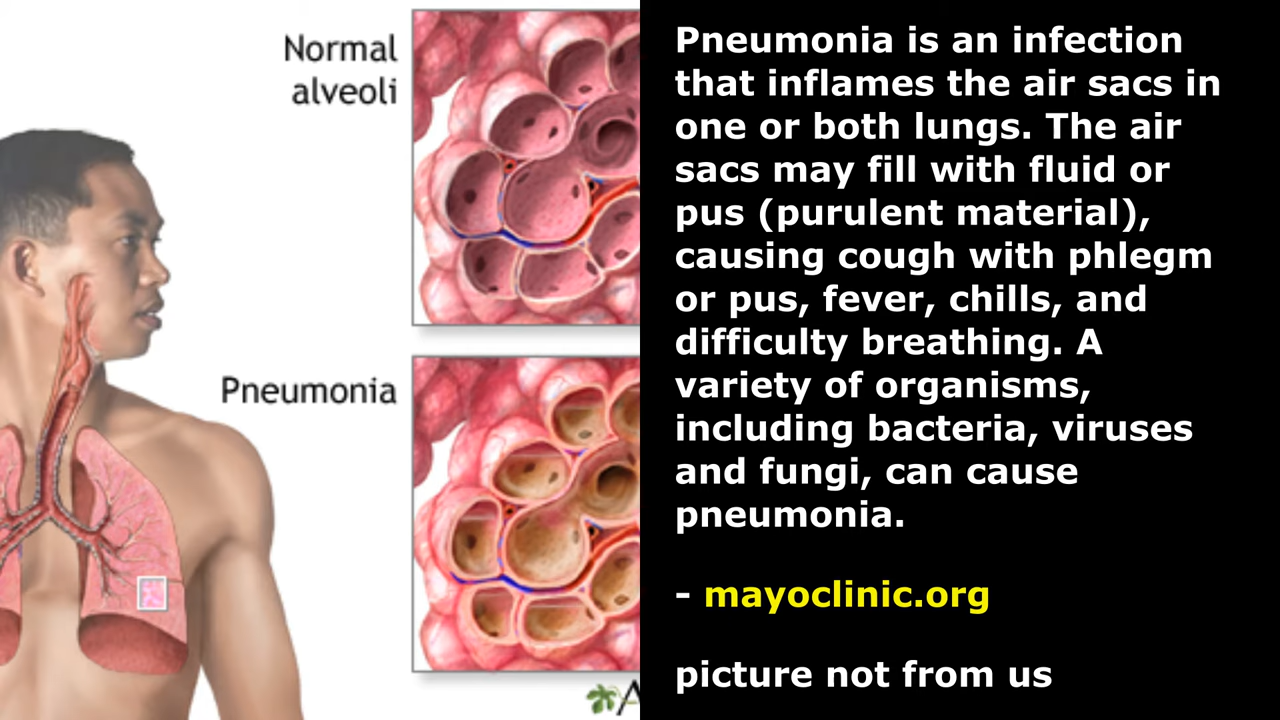 Normal
alveoli
Pneumonia
A
Pneumonia is an infection
that inflames the air sacs in
one or both lungs. The air
sacs may fill with fluid or
pus (purulent material),
causing cough with phlegm
or pus, fever, chills, and
difficulty breathing. A
variety of organisms,
including bacteria, viruses
and fungi, can cause
pneumonia.
- mayoclinic.org
picture not from us